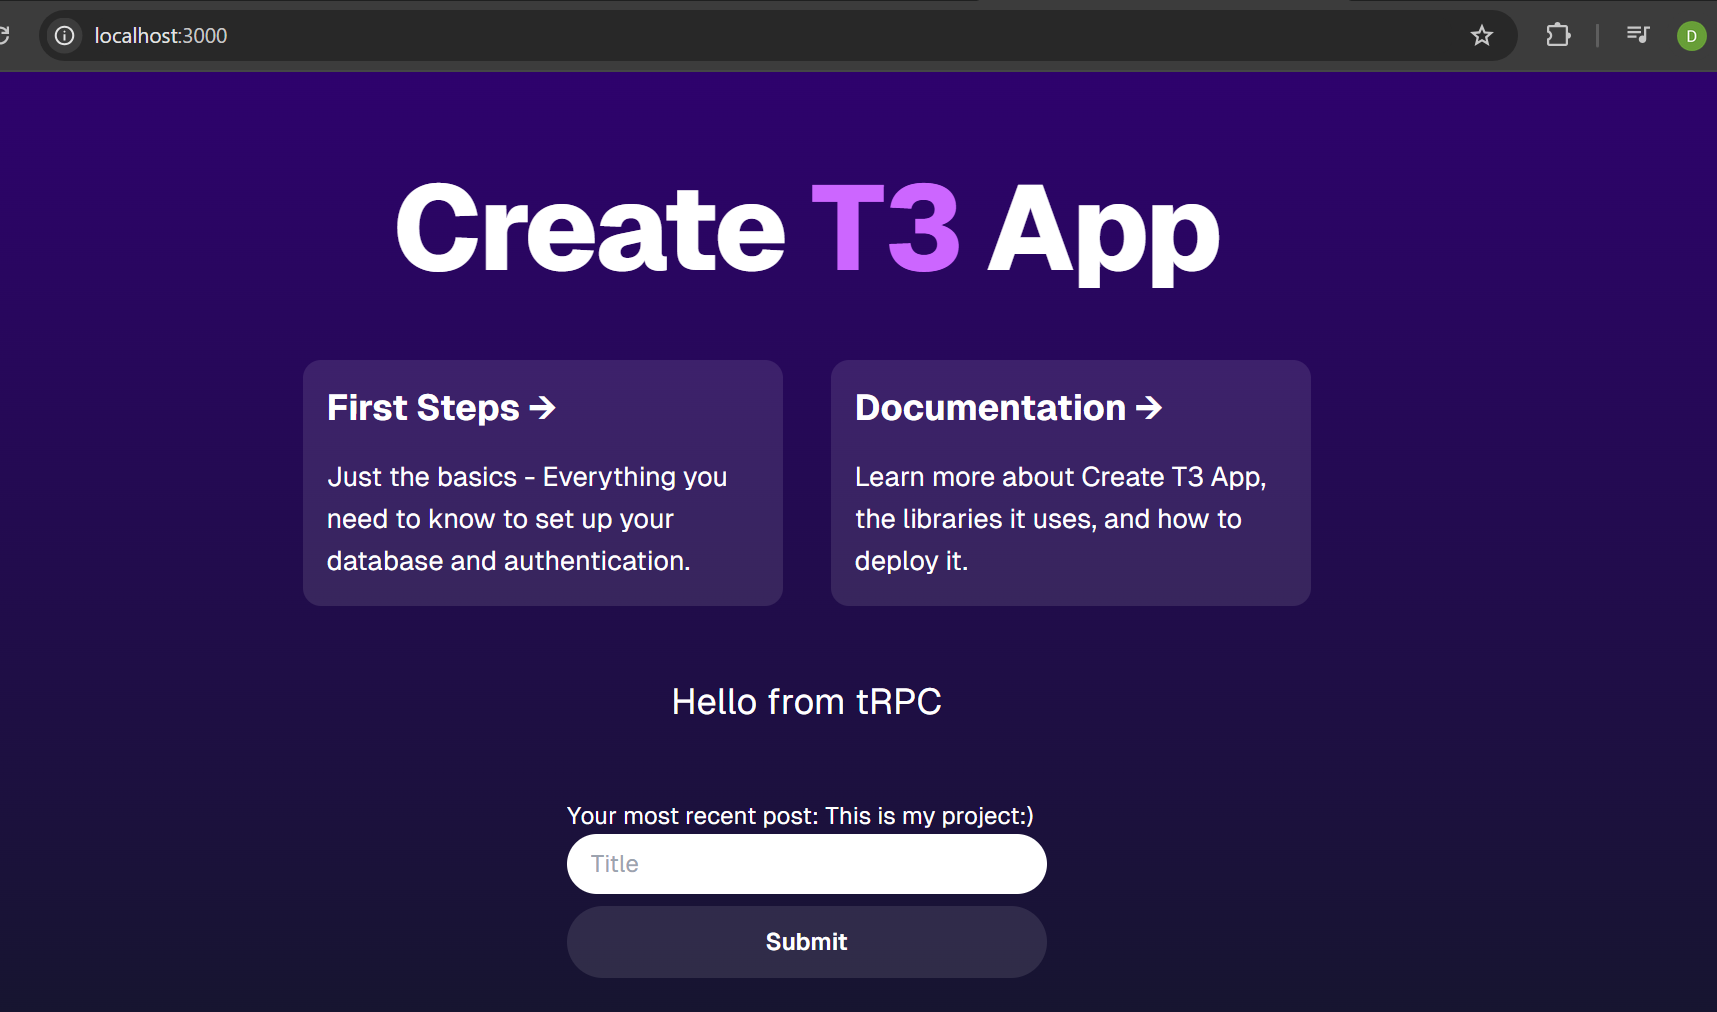 localhost:3000
D
Create T3 App
First Steps →
Just the basics - Everything you
need to know to set up your
database and authentication.
Documentation →
Learn more about Create T3 App,
the libraries it uses, and how to
deploy it.
Hello from tRPC
Your most recent post: This is my project:)
Title
Submit